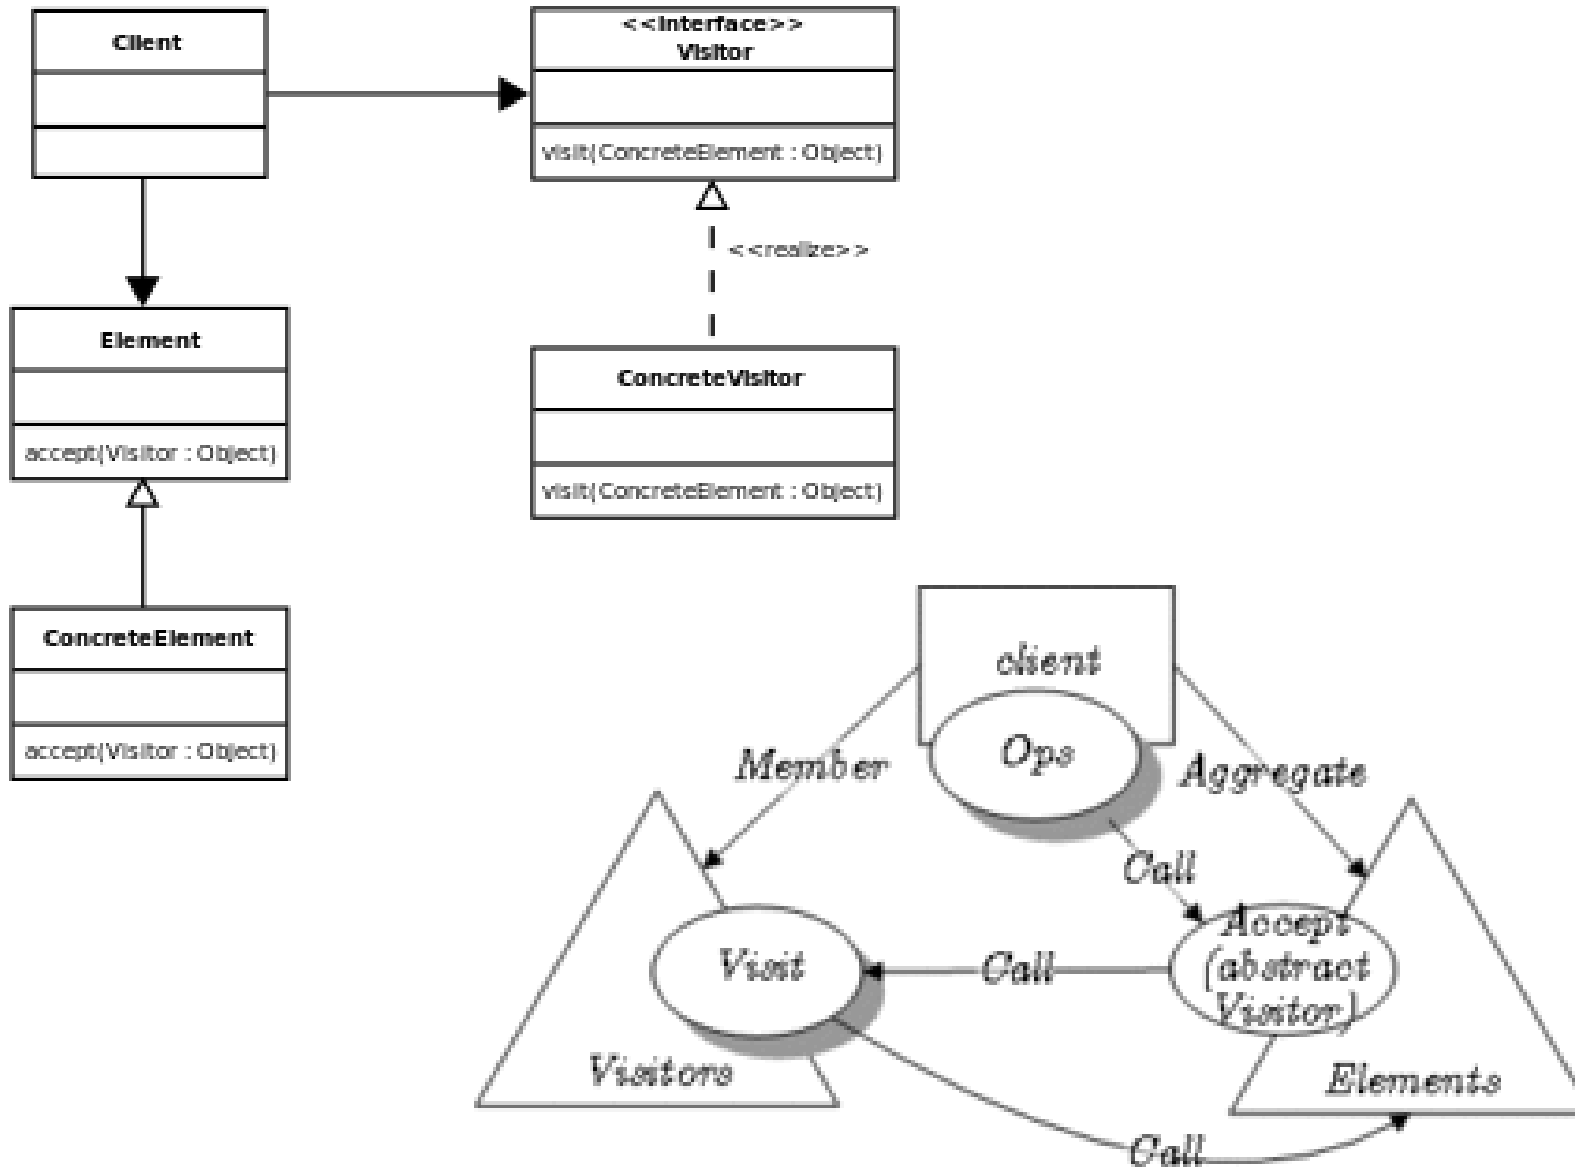 Client
<<interface>>
Visitor
visit(ConcreteElement : Object)
<<realize>>
Element
accept(Visitor : Object)
ConcreteVisitor
visit(ConcreteElement : Object)
ConcreteElement
accept(Visitor : Object)
client
Ops
Member
Aggregate
Call
Visit
Call
Accept
(abstract
Visitor)
Visitors
Elements
Call